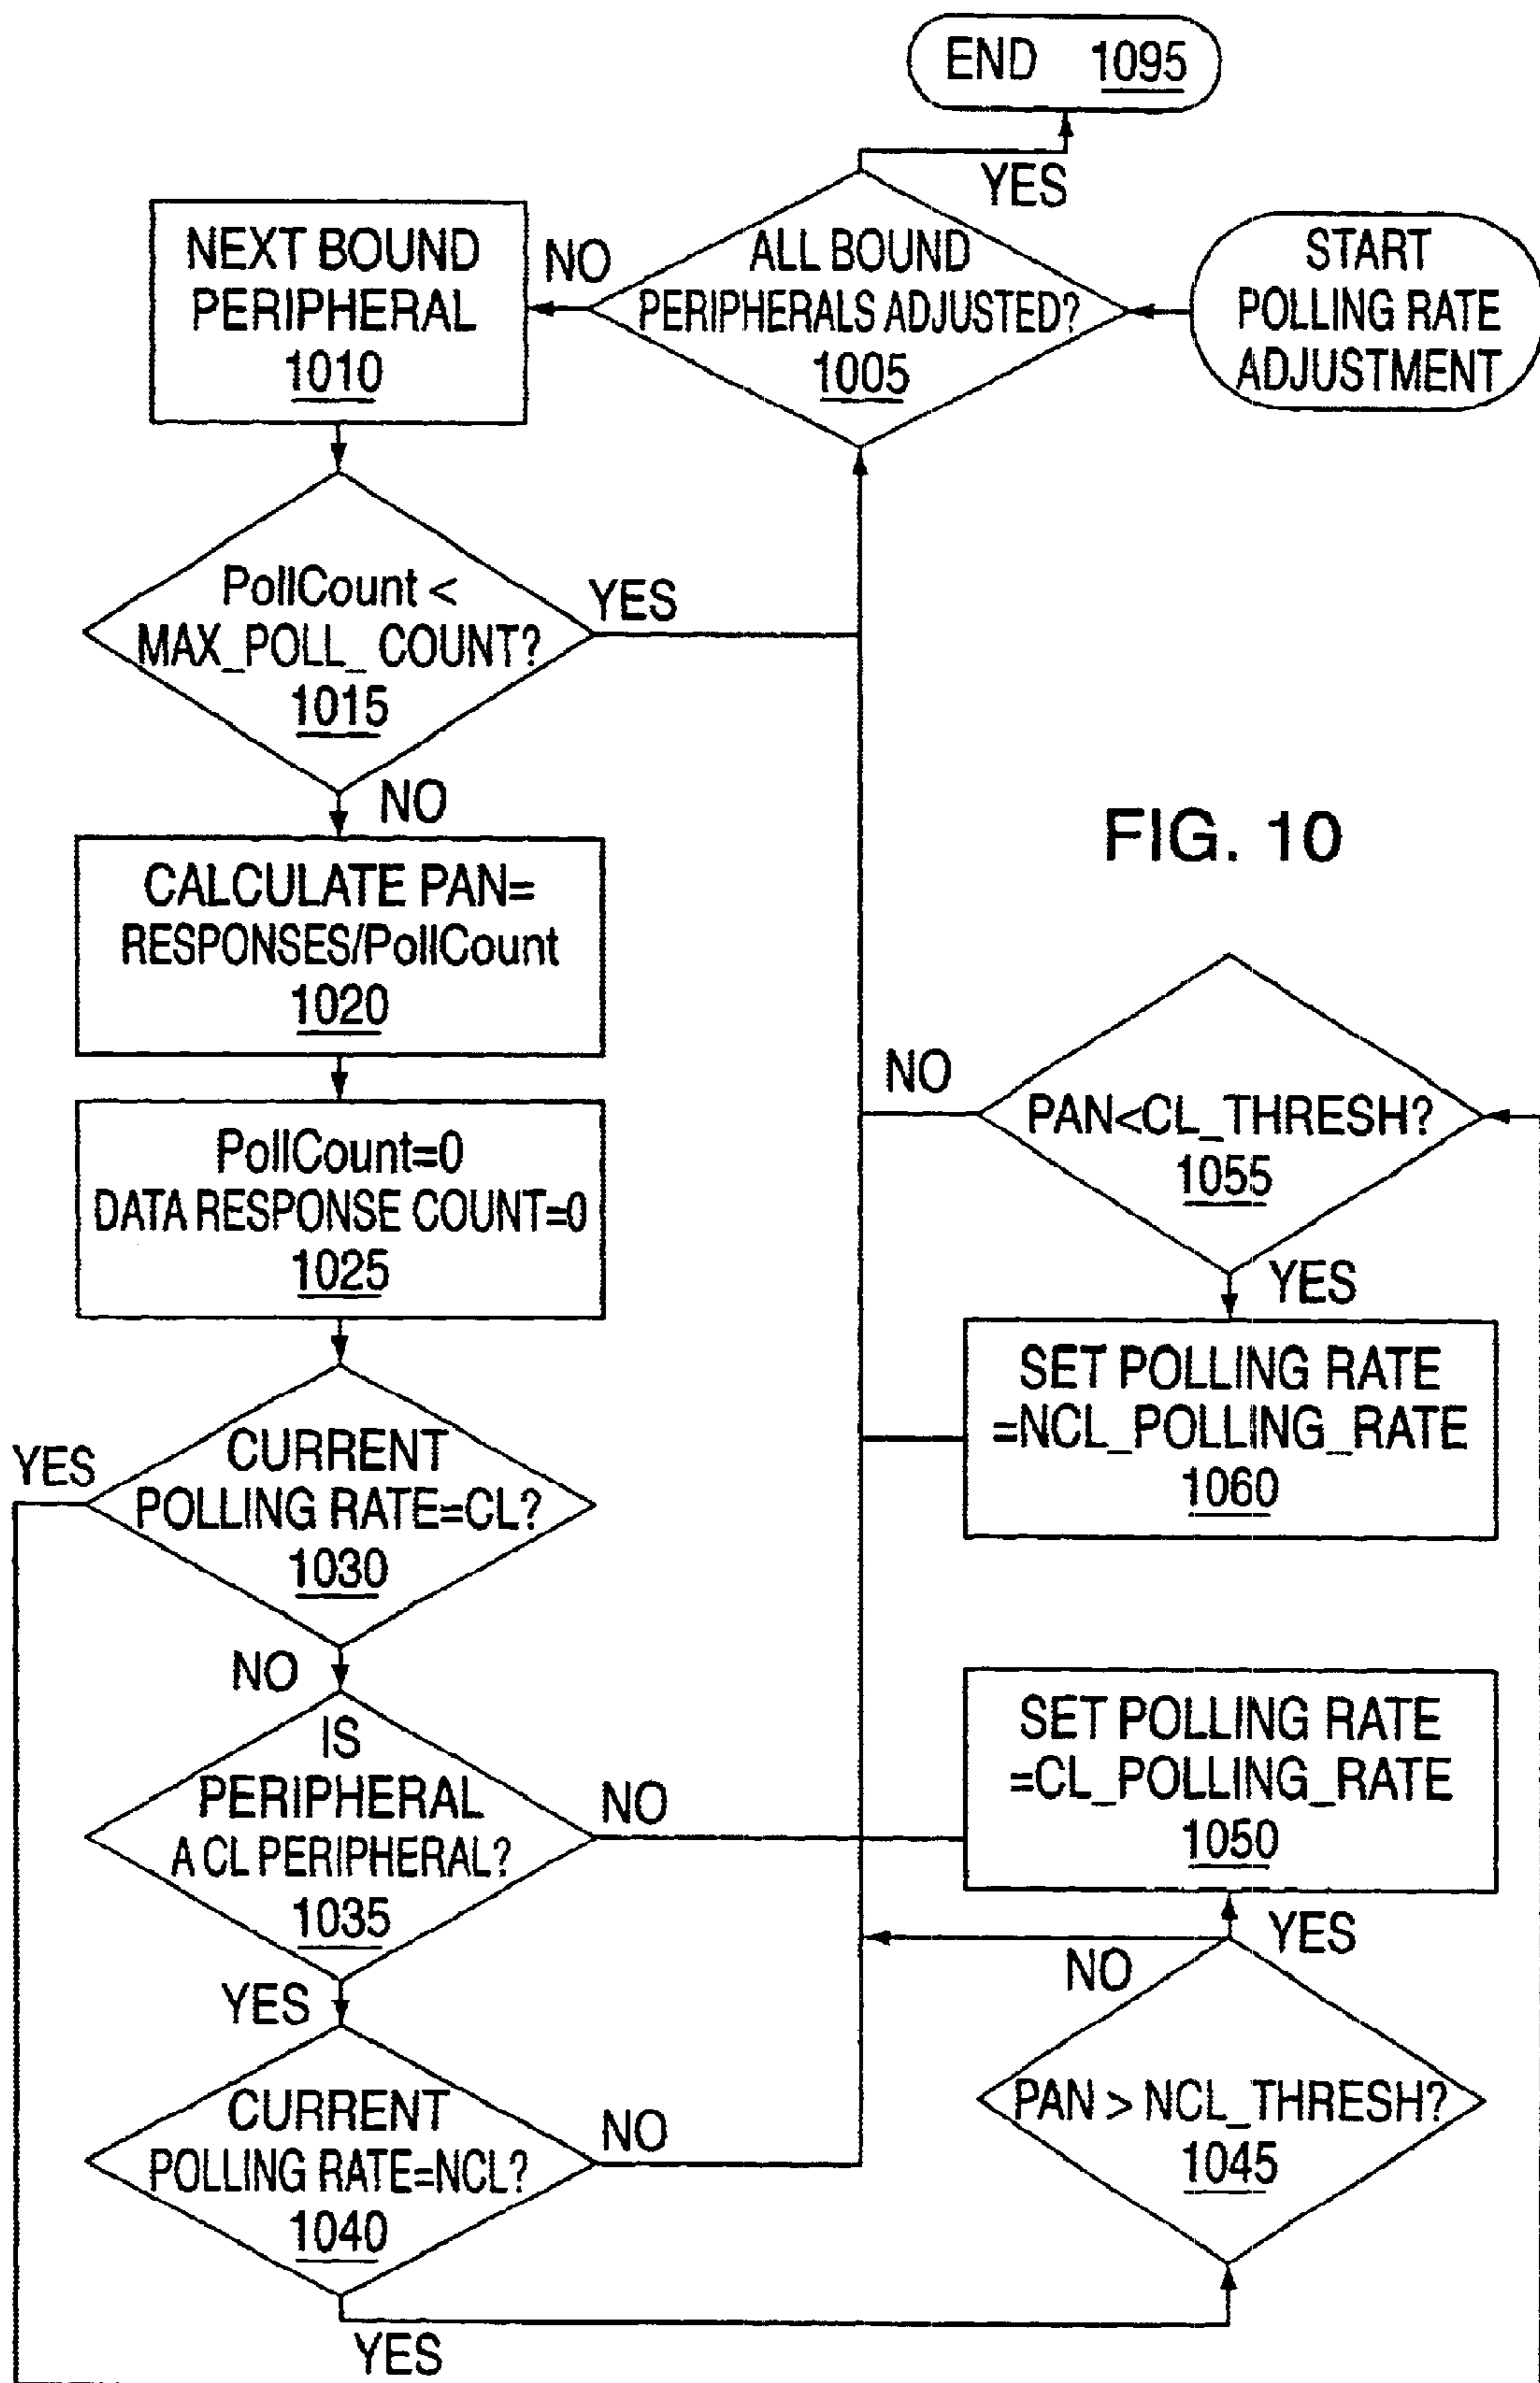 END 1095
YES
START
POLLING RATE
ADJUSTMENT
ALL BOUND
PERIPHERALS ADJUSTED?
1005
NO
NEXT BOUND
PERIPHERAL
1010
PollCount <
MAX_POLL_ COUNT?
1015
YES
NO
CALCULATE PAN=
RESPONSES/PollCount
1020
PollCount=0
DATA RESPONSE COUNT=0
1025
CURRENT
POLLING RATE=CL?
1030
YES
NO
IS
PERIPHERAL
A CL PERIPHERAL?
1035
NO
YES
CURRENT
POLLING RATE=NCL?
1040
NO
YES
FIG. 10
PAN<CL_THRESH?
1055
NO
YES
SET POLLING RATE
=NCL_POLLING_RATE
1060
SET POLLING RATE
=CL_POLLING_RATE
1050
YES
NO
PAN > NCL_THRESH?
1045